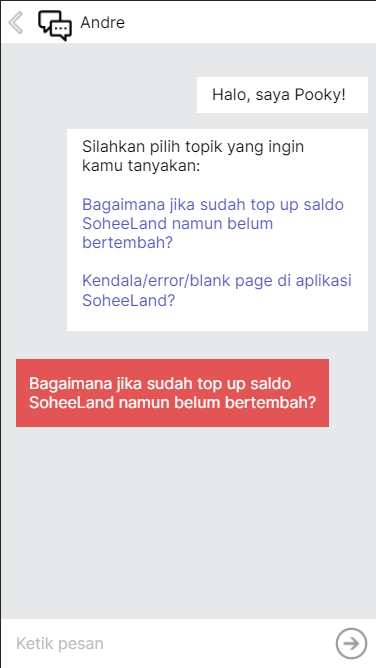 Andre
Halo, saya Pooky!
Silahkan pilih topik yang ingin
kamu tanyakan:
Bagaimana jika sudah top up saldo
SoheeLand namun belum
bertembah?
Kendala/error/blank page di aplikasi
SoheeLand?
Bagaimana jika sudah top up saldo
SoheeLand namun belum bertembah?
Ketik pesan